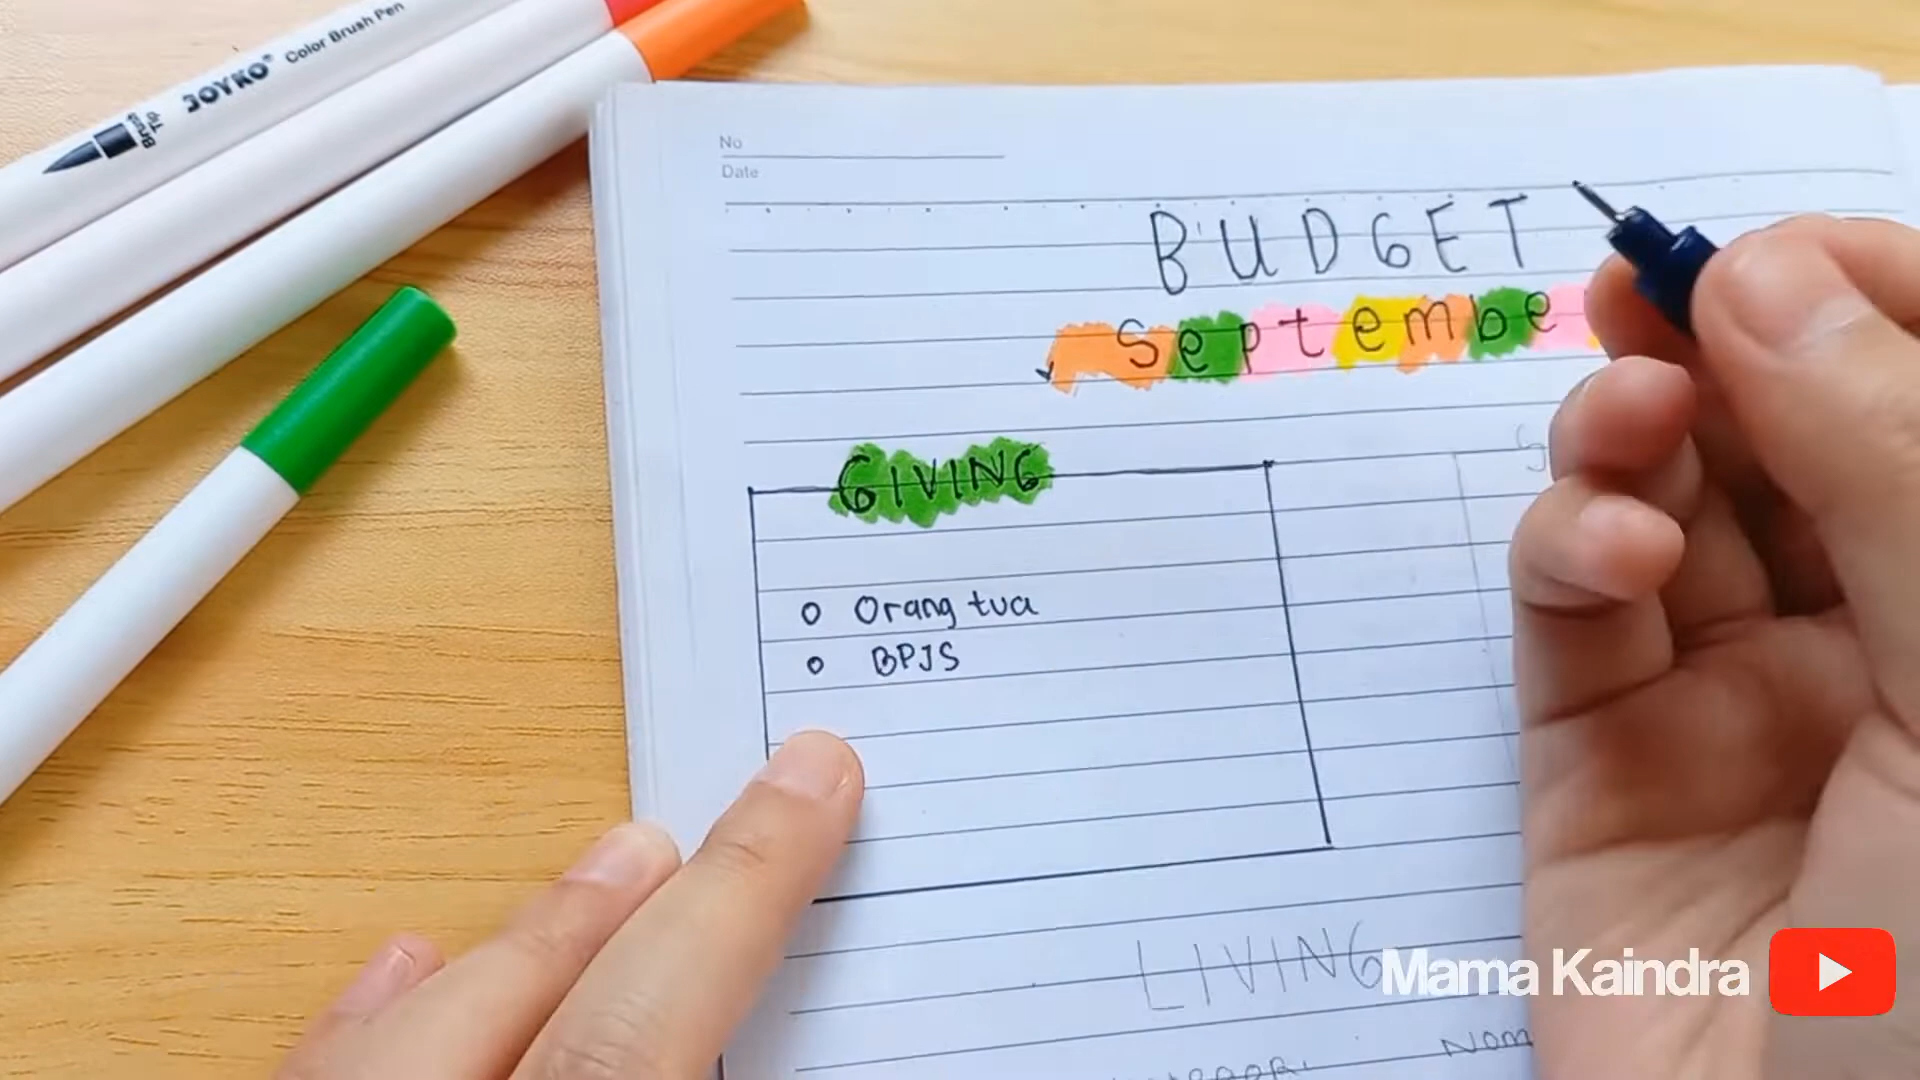 JOYKO Color Brush Pen
Brush Tip
No
Date
BUDGET
Septembe
GIVING
Orang tua
BPJS
LIVING
Mama Kaindra